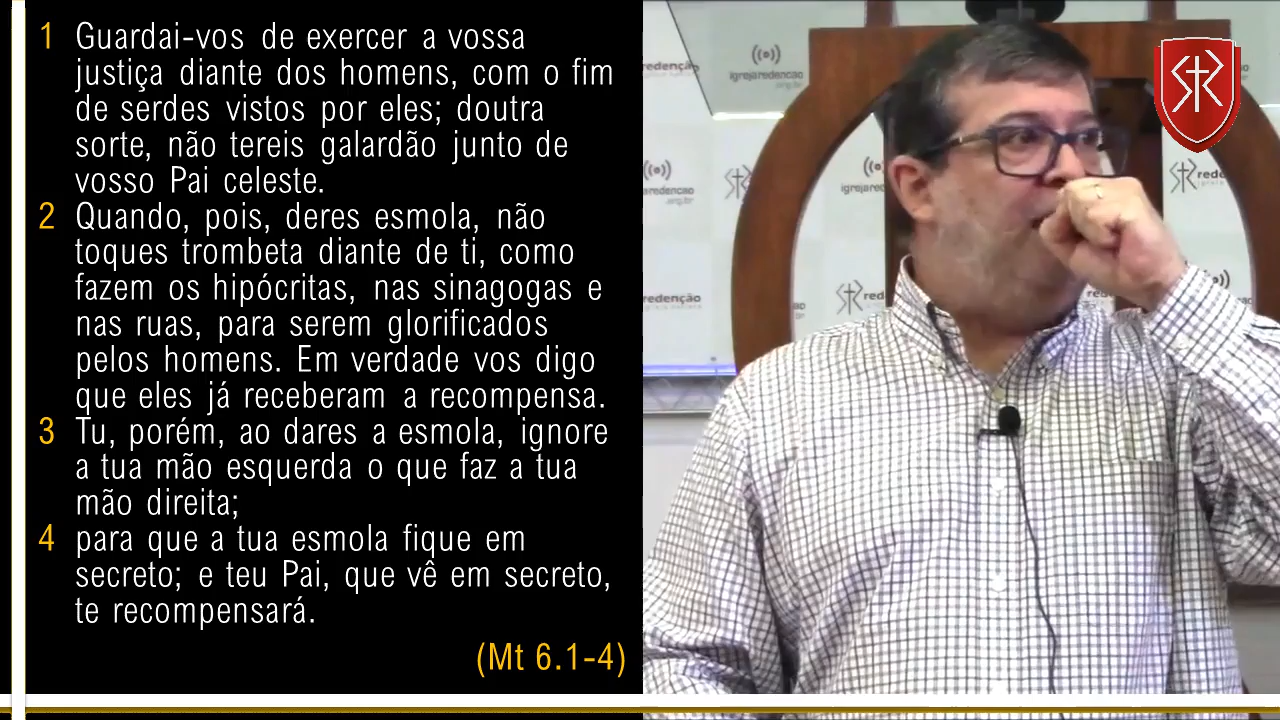 1 Guardai-vos de exercer a vossa
justiça diante dos homens, com o fim
de serdes vistos por eles; doutra
sorte, não tereis galardão junto de
vosso Pai celeste.
2 Quando, pois, deres esmola, não
toques trombeta diante de ti, como
fazem os hipócritas, nas sinagogas e
nas ruas, para serem glorificados
pelos homens. Em verdade vos digo
que eles já receberam a recompensa.
3 Tu, porém, ao dares a esmola, ignore
a tua mão esquerda o que faz a tua
mão direita;
4 para que a tua esmola fique em
secreto; e teu Pai, que vê em secreto,
te recompensará.
(Mt 6.1-4)
redenção
igrejaredencao
.org.br